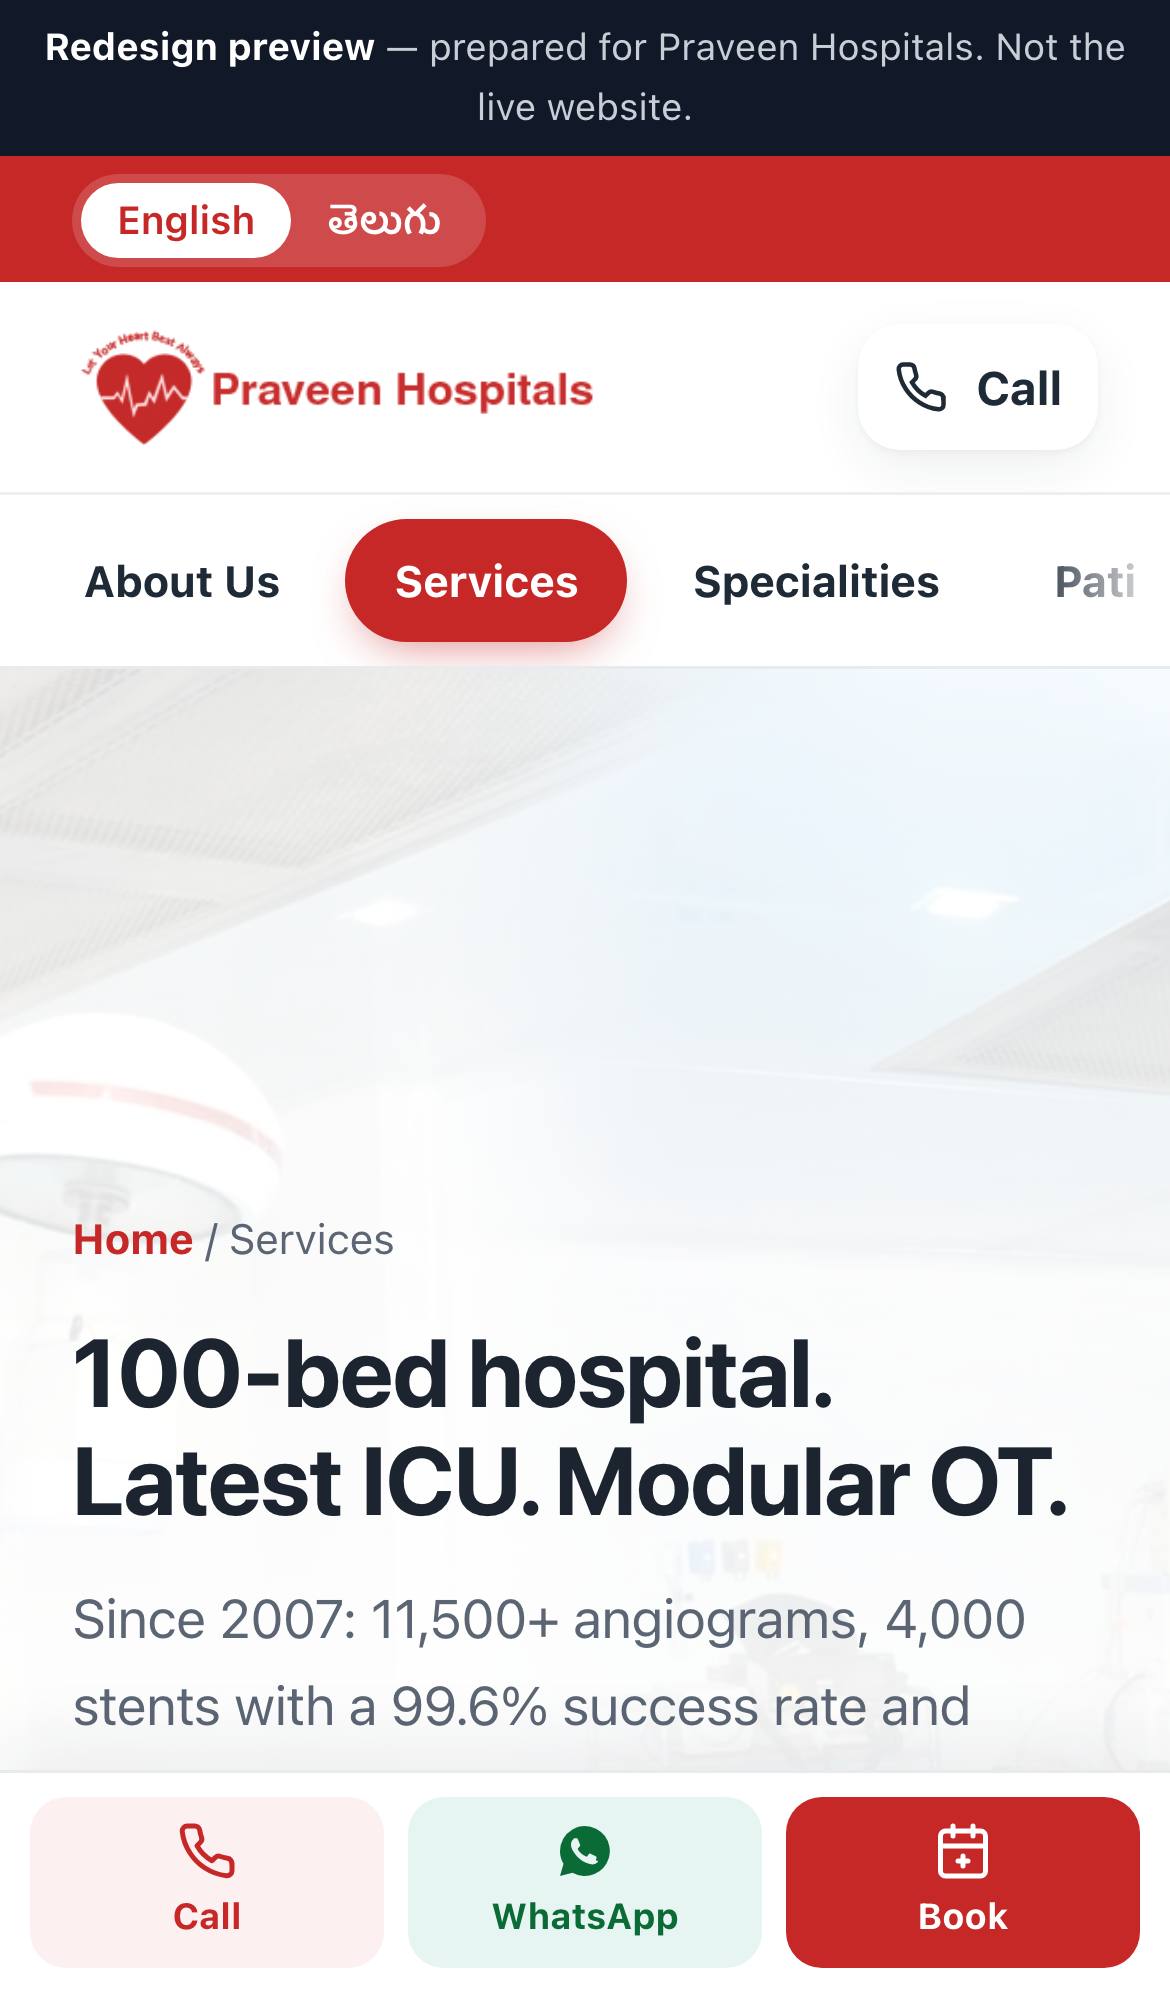 Redesign preview — prepared for Praveen Hospitals. Not the
live website.
English తెలుగు
Let Your Heart Beat Always
Praveen Hospitals
Call
About Us Services Specialities Pati
Home / Services
100-bed hospital.
Latest ICU. Modular OT.
Since 2007: 11,500+ angiograms, 4,000
stents with a 99.6% success rate and
Call WhatsApp Book